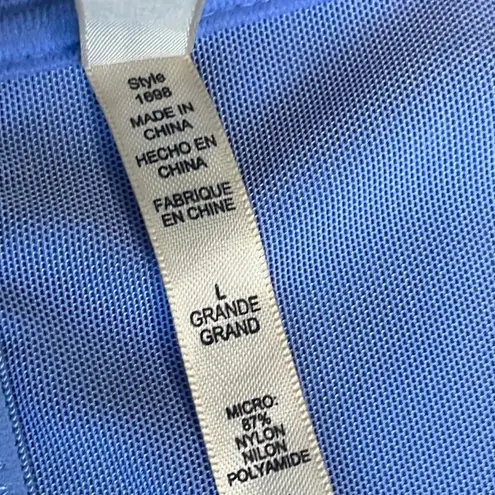 Style
1698
MADE IN
CHINA
HECHO EN
CHINA
FABRIQUE
EN CHINE
L
GRANDE
GRAND
MICRO:
87%
NYLON
NILON
POLYAMIDE